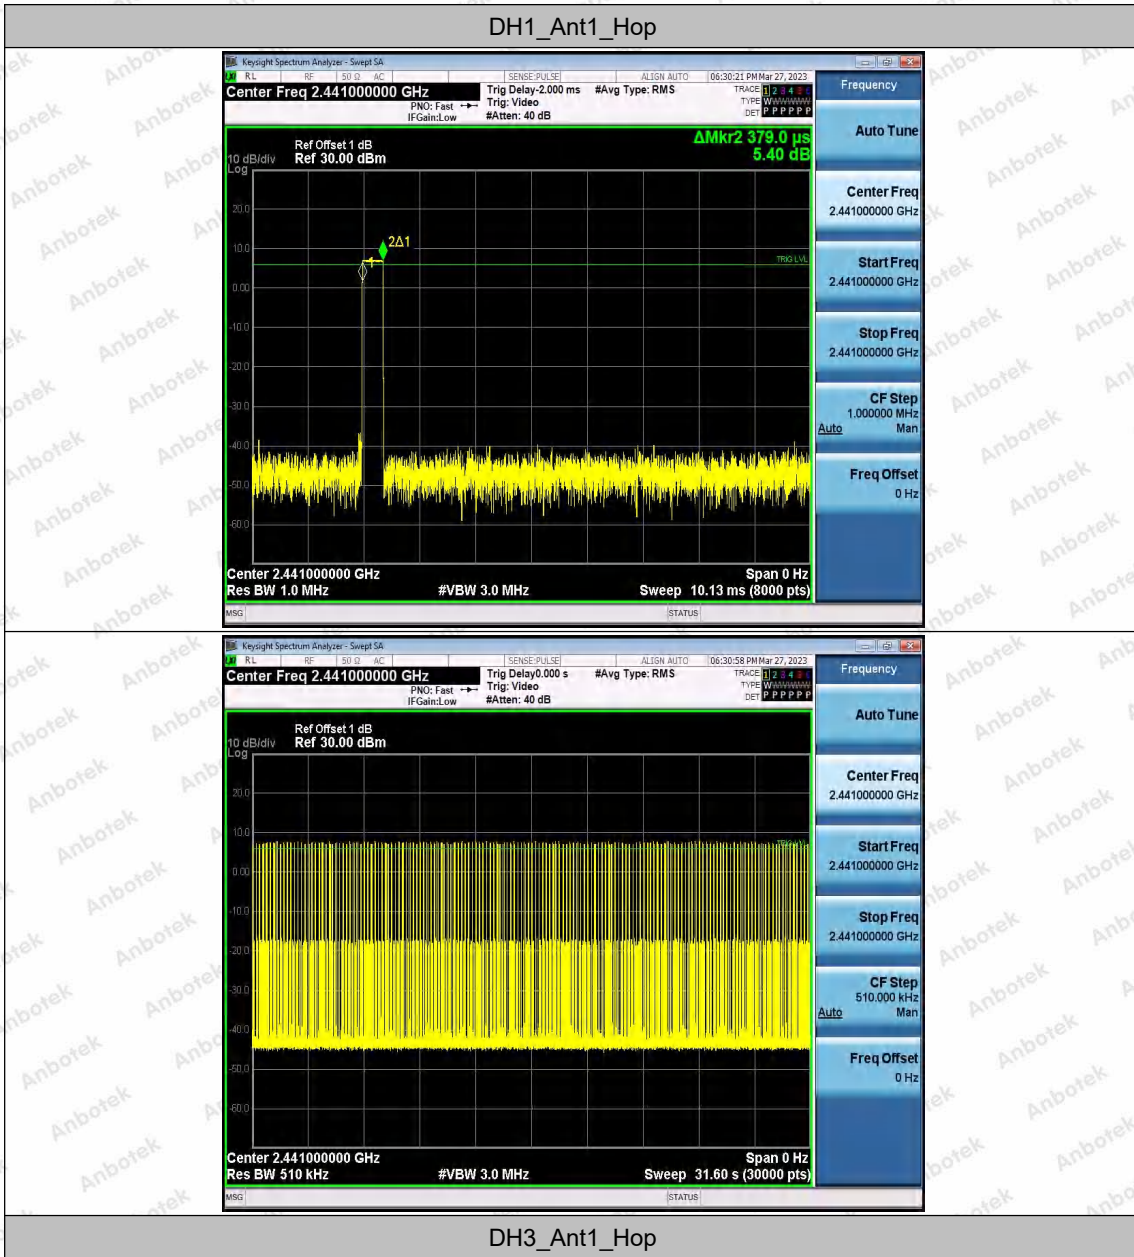 DH1_Ant1_Hop
Keysight Spectrum Analyzer - Swept SA
RL RF 50 Ω AC SENSE:PULSE ALIGN AUTO 06:30:21 PM Mar 27, 2023
Center Freq 2.441000000 GHz
PNO: Fast
IFGain:Low
Trig Delay-2.000 ms
Trig: Video
#Atten: 40 dB
#Avg Type: RMS
TRACE 1 2 3 4 5 6
TYPE WWWWWW
DET P P P P P P
Frequency
Auto Tune
Center Freq
2.441000000 GHz
Start Freq
2.441000000 GHz
Stop Freq
2.441000000 GHz
CF Step
1.000000 MHz
Auto Man
Freq Offset
0 Hz
ΔMkr2 379.0 µs
5.40 dB
Ref Offset 1 dB
10 dB/div Ref 30.00 dBm
Log
20.0
10.0
0.00
-10.0
-20.0
-30.0
-40.0
-50.0
-60.0
2Δ1
TRIG LVL
Center 2.441000000 GHz Span 0 Hz
Res BW 1.0 MHz #VBW 3.0 MHz Sweep 10.13 ms (8000 pts)
MSG STATUS
Keysight Spectrum Analyzer - Swept SA
RL RF 50 Ω AC SENSE:PULSE ALIGN AUTO 06:30:58 PM Mar 27, 2023
Center Freq 2.441000000 GHz
PNO: Fast
IFGain:Low
Trig Delay0.000 s
Trig: Video
#Atten: 40 dB
#Avg Type: RMS
TRACE 1 2 3 4 5 6
TYPE WWWWWW
DET P P P P P P
Frequency
Auto Tune
Center Freq
2.441000000 GHz
Start Freq
2.441000000 GHz
Stop Freq
2.441000000 GHz
CF Step
510.000 kHz
Auto Man
Freq Offset
0 Hz
Ref Offset 1 dB
10 dB/div Ref 30.00 dBm
Log
20.0
10.0
0.00
-10.0
-20.0
-30.0
-40.0
-50.0
-60.0
Center 2.441000000 GHz Span 0 Hz
Res BW 510 kHz #VBW 3.0 MHz Sweep 31.60 s (30000 pts)
MSG STATUS
DH3_Ant1_Hop
Anbotek